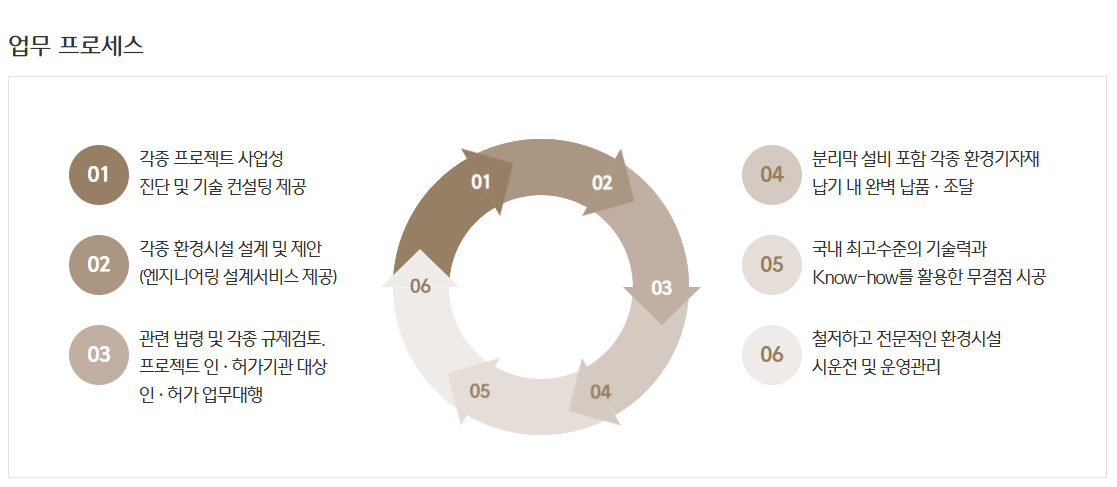 업무 프로세스
01
각종 프로젝트 사업성
진단 및 기술 컨설팅 제공
02
각종 환경시설 설계 및 제안
(엔지니어링 설계서비스 제공)
03
관련 법령 및 각종 규제검토.
프로젝트 인 · 허가기관 대상
인 · 허가 업무대행
01
02
03
04
05
06
04
분리막 설비 포함 각종 환경기자재
납기 내 완벽 납품 · 조달
05
국내 최고수준의 기술력과
Know-how를 활용한 무결점 시공
06
철저하고 전문적인 환경시설
시운전 및 운영관리